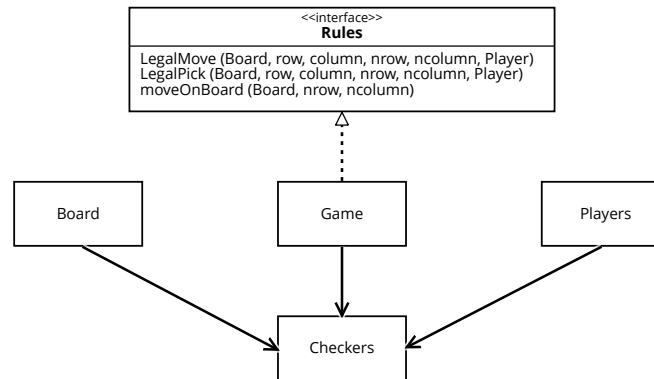 <<interface>>
Rules
LegalMove (Board, row, column, nrow, ncolumn, Player)
LegalPick (Board, row, column, nrow, ncolumn, Player)
moveOnBoard (Board, nrow, ncolumn)
Board
Game
Players
Checkers